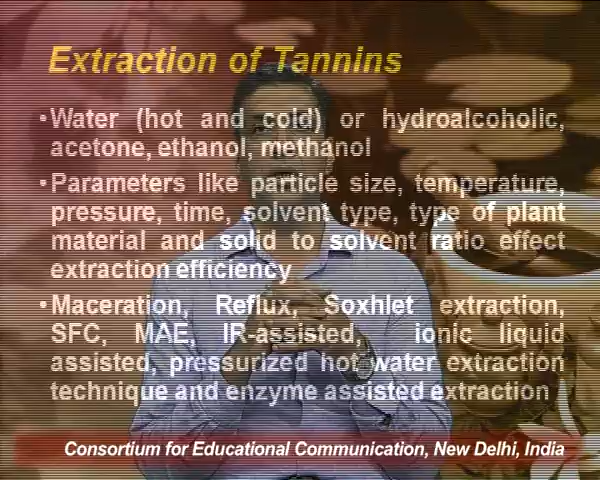 Extraction of Tannins
•Water (hot and cold) or hydroalcoholic,
acetone, ethanol, methanol
•Parameters like particle size, temperature,
pressure, time, solvent type, type of plant
material and solid to solvent ratio effect
extraction efficiency
•Maceration, Reflux, Soxhlet extraction,
SFC, MAE, IR-assisted, ionic liquid
assisted, pressurized hot water extraction
technique and enzyme assisted extraction
Consortium for Educational Communication, New Delhi, India